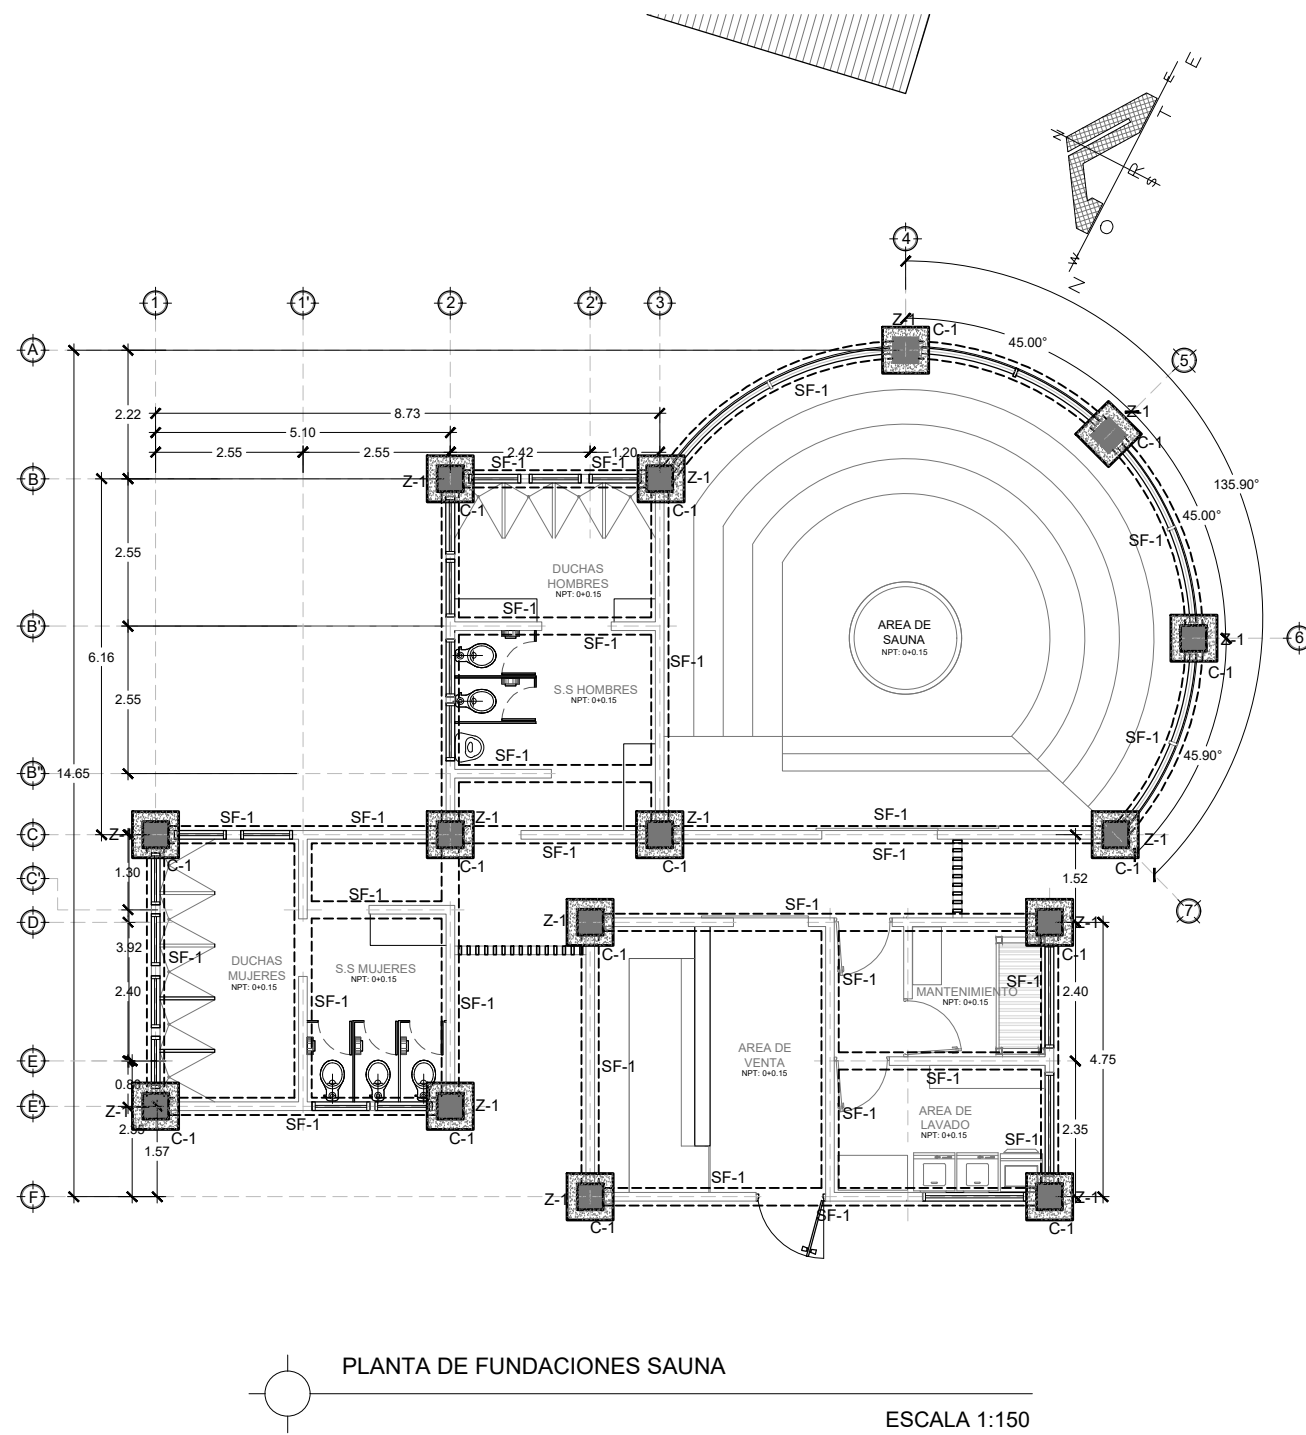 N
E
S
W
N O R T E
4
1
1'
2
2'
3
A
5
Z-1
C-1
45.00°
SF-1
Z-1
C-1
2.22
8.73
5.10
2.55
2.55
2.42
1.20
SF-1
SF-1
B
Z-1
C-1
Z-1
C-1
135.90°
45.00°
SF-1
2.55
DUCHAS
HOMBRES
NPT: 0+0.15
SF-1
B'
SF-1
AREA DE
SAUNA
NPT: 0+0.15
6
Z-1
C-1
6.16
SF-1
S.S HOMBRES
NPT: 0+0.15
2.55
SF-1
SF-1
45.90°
B"
14.65
SF-1
SF-1
C
Z-1
C-1
Z-1
C-1
Z-1
C-1
SF-1
SF-1
Z-1
C-1
C'
1.30
1.52
7
D
SF-1
SF-1
Z-1
C-1
Z-1
C-1
3.92
SF-1
DUCHAS
MUJERES
NPT: 0+0.15
S.S MUJERES
NPT: 0+0.15
SF-1
SF-1
SF-1
SF-1
MANTENIMIENTO
NPT: 0+0.15
2.40
2.40
E
SF-1
AREA DE
VENTA
NPT: 0+0.15
4.75
0.80
SF-1
E'
Z-1
C-1
SF-1
Z-1
C-1
SF-1
AREA DE
LAVADO
NPT: 0+0.15
SF-1
2.35
1.57
SF-1
F
Z-1
C-1
SF-1
Z-1
C-1
PLANTA DE FUNDACIONES SAUNA
ESCALA 1:150